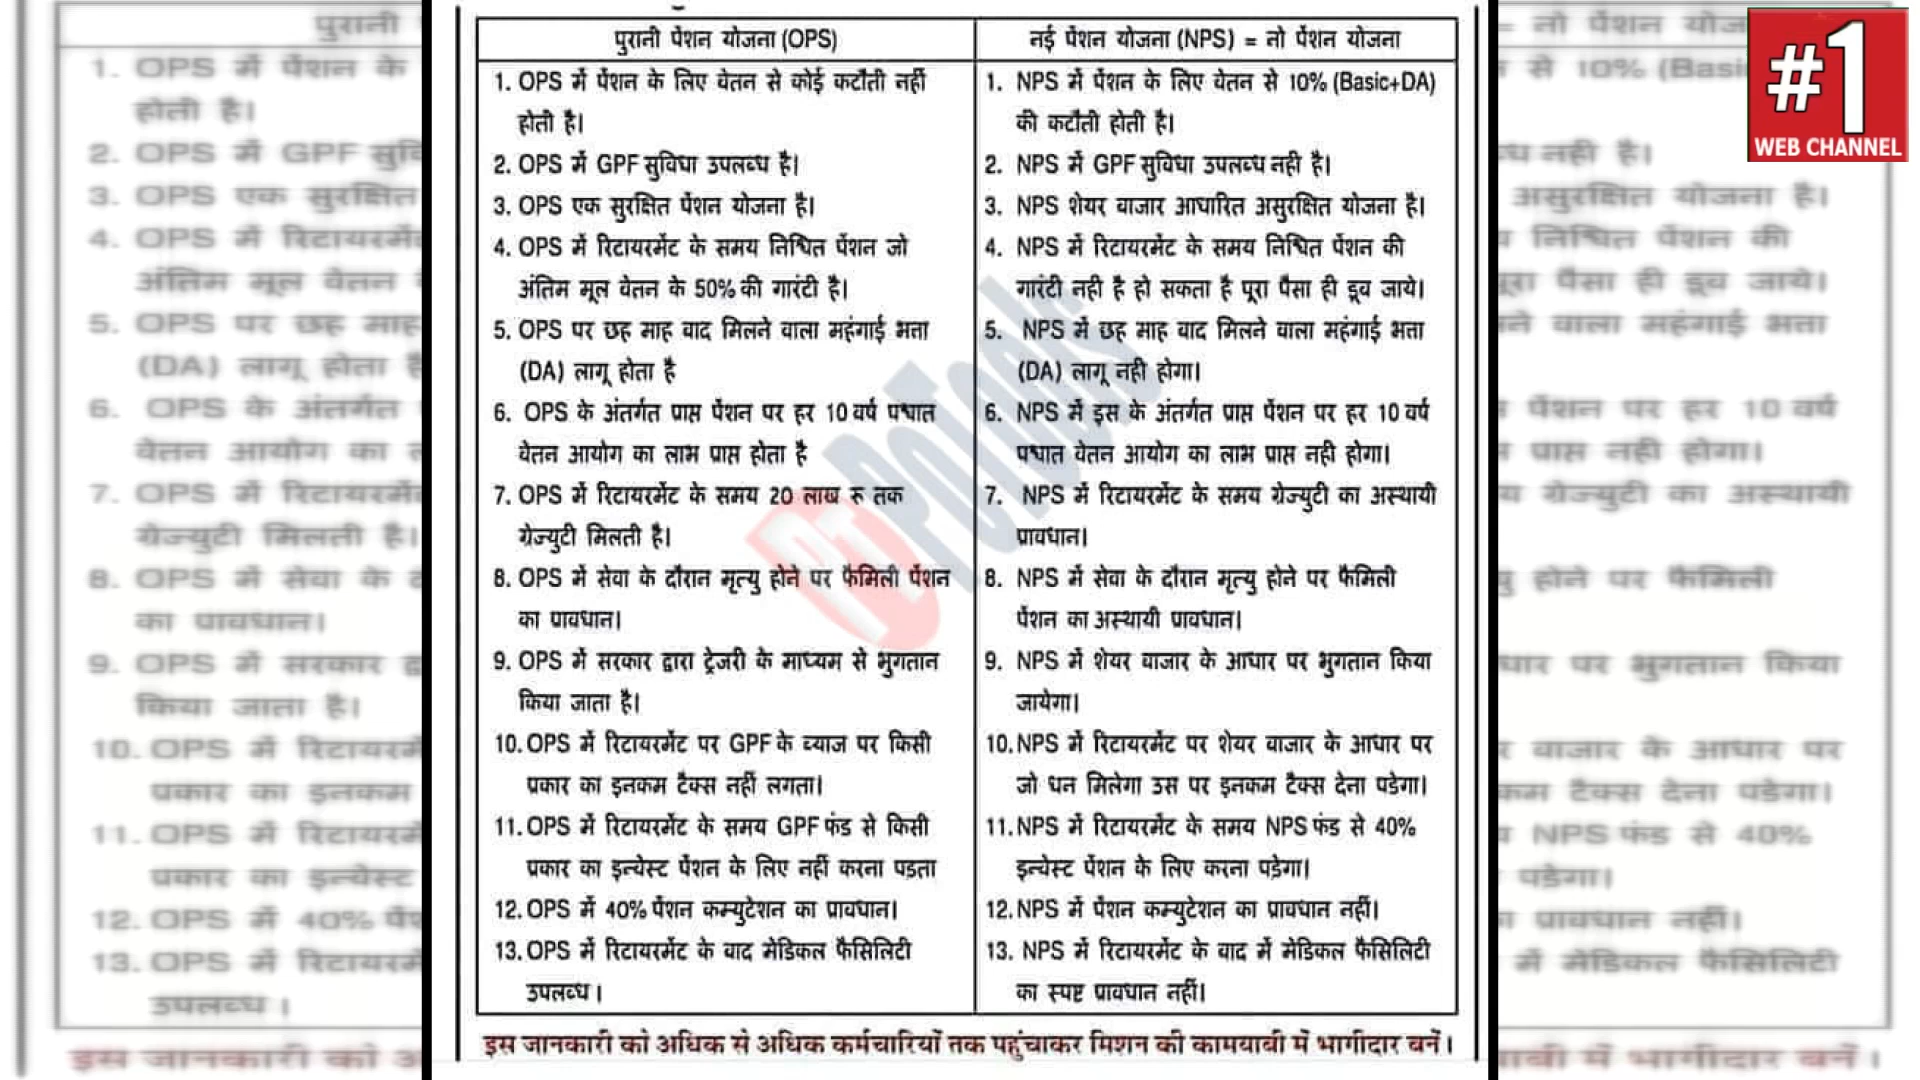 पुरानी पेंशन योजना (OPS)
1. OPS में पेंशन के लिए वेतन से कोई कटौती नहीं
होती है।
2. OPS में GPF सुविधा उपलब्ध है।
3. OPS एक सुरक्षित पेंशन योजना है।
4. OPS में रिटायरमेंट के समय निश्चित पेंशन जो
अंतिम मूल वेतन के 50% की गारंटी है।
5. OPS पर छह माह बाद मिलने वाला महंगाई भत्ता
(DA) लागू होता है
6. OPS के अंतर्गत प्राप्त पेंशन पर हर 10 वर्ष पश्चात
वेतन आयोग का लाभ प्राप्त होता है
7. OPS में रिटायरमेंट के समय 20 लाख रू तक
ग्रेज्युटी मिलती है।
8. OPS में सेवा के दौरान मृत्यु होने पर फैमिली पेंशन
का प्रावधान।
9. OPS में सरकार द्वारा ट्रेजरी के माध्यम से भुगतान
किया जाता है।
10. OPS में रिटायरमेंट पर GPF के ब्याज पर किसी
प्रकार का इनकम टैक्स नहीं लगता।
11. OPS में रिटायरमेंट के समय GPF फंड से किसी
प्रकार का इन्वेस्ट पेंशन के लिए नहीं करना पडता
12. OPS में 40% पेंशन कम्युटेशन का प्रावधान।
13. OPS में रिटायरमेंट के बाद मेडिकल फैसिलिटी
उपलब्ध।
नई पेंशन योजना (NPS) = नो पेंशन योजना
1. NPS में पेंशन के लिए वेतन से 10% (Basic+DA)
की कटौती होती है।
2. NPS में GPF सुविधा उपलब्ध नही है।
3. NPS शेयर बाजार आधारित असुरक्षित योजना है।
4. NPS में रिटायरमेंट के समय निश्चित पेंशन की
गारंटी नही है हो सकता है पूरा पैसा ही डूब जाये।
5. NPS में छह माह बाद मिलने वाला महंगाई भत्ता
(DA) लागू नही होगा।
6. NPS में इस के अंतर्गत प्राप्त पेंशन पर हर 10 वर्ष
पश्चात वेतन आयोग का लाभ प्राप्त नही होगा।
7. NPS में रिटायरमेंट के समय ग्रेज्युटी का अस्थायी
प्रावधान।
8. NPS में सेवा के दौरान मृत्यु होने पर फैमिली
पेंशन का अस्थायी प्रावधान।
9. NPS में शेयर बाजार के आधार पर भुगतान किया
जायेगा।
10. NPS में रिटायरमेंट पर शेयर बाजार के आधार पर
जो धन मिलेगा उस पर इनकम टैक्स देना पडेगा।
11. NPS में रिटायरमेंट के समय NPS फंड से 40%
इन्वेस्ट पेंशन के लिए करना पडेगा।
12. NPS में पेंशन कम्युटेशन का प्रावधान नहीं।
13. NPS में रिटायरमेंट के बाद में मेडिकल फैसिलिटी
का स्पष्ट प्रावधान नहीं।
इस जानकारी को अधिक से अधिक कर्मचारियों तक पहुंचाकर मिशन की कामयाबी में भागीदार बनें।
#1
WEB CHANNEL